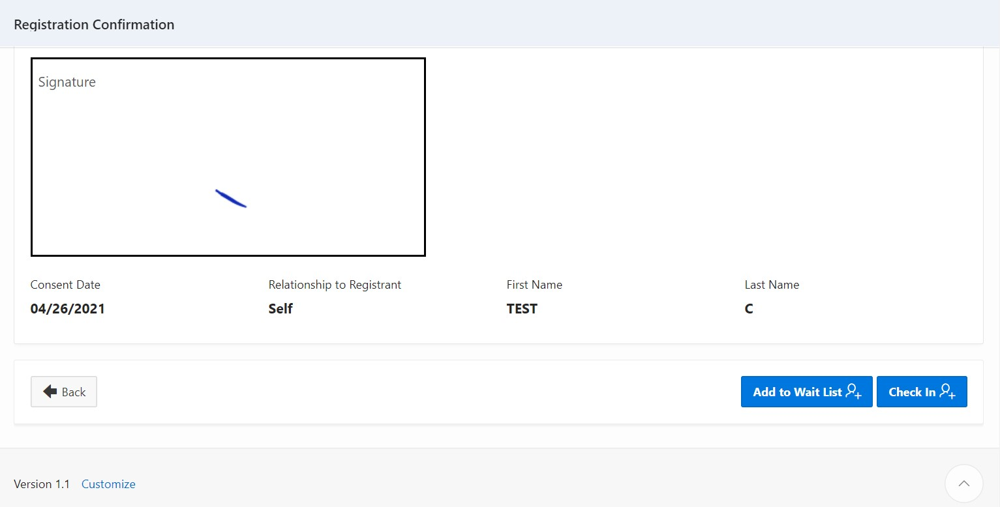 Registration Confirmation
Signature
Consent Date Relationship to Registrant First Name Last Name
04/26/2021 Self TEST C
Back Add to Wait List Check In
Version 1.1 Customize